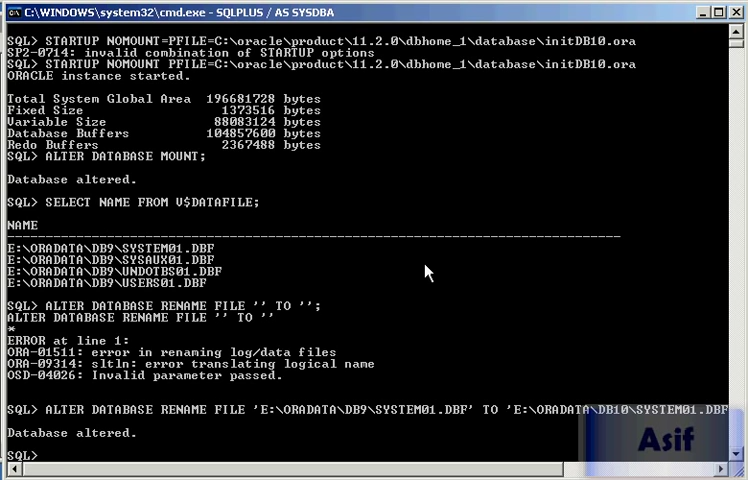 C:\WINDOWS\system32\cmd.exe - SQLPLUS / AS SYSDBA
SQL> STARTUP NOMOUNT=PFILE=C:\oracle\product\11.2.0\dbhome_1\database\initDB10.ora
SP2-0714: invalid combination of STARTUP options
SQL> STARTUP NOMOUNT PFILE=C:\oracle\product\11.2.0\dbhome_1\database\initDB10.ora
ORACLE instance started.
Total System Global Area 196681728 bytes
Fixed Size 1373516 bytes
Variable Size 88083124 bytes
Database Buffers 104857600 bytes
Redo Buffers 2367488 bytes
SQL> ALTER DATABASE MOUNT;
Database altered.
SQL> SELECT NAME FROM V$DATAFILE;
NAME
--------------------------------------------------------------------------------
E:\ORADATA\DB9\SYSTEM01.DBF
E:\ORADATA\DB9\SYSAUX01.DBF
E:\ORADATA\DB9\UNDOTBS01.DBF
E:\ORADATA\DB9\USERS01.DBF
SQL> ALTER DATABASE RENAME FILE '' TO '';
ALTER DATABASE RENAME FILE '' TO ''
*
ERROR at line 1:
ORA-01511: error in renaming log/data files
ORA-09314: sltln: error translating logical name
OSD-04026: Invalid parameter passed.
SQL> ALTER DATABASE RENAME FILE 'E:\ORADATA\DB9\SYSTEM01.DBF' TO 'E:\ORADATA\DB10\SYSTEM01.DBF
Database altered.
SQL>
Asif